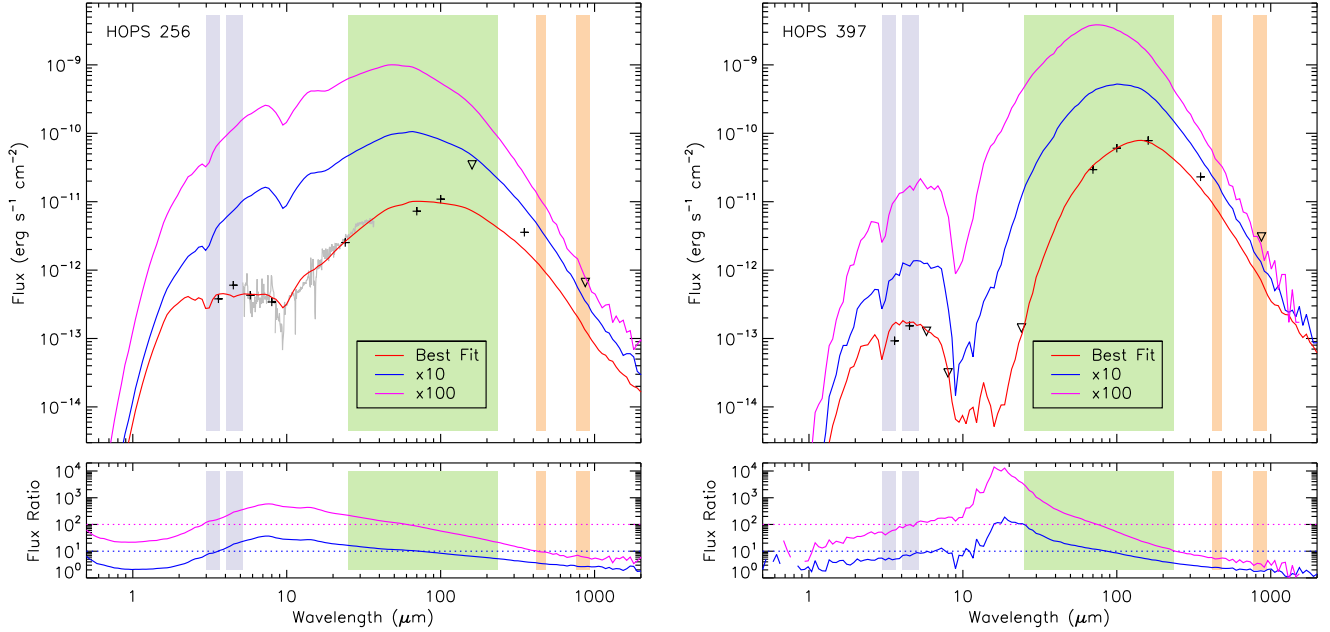 HOPS 256
Flux (erg s⁻¹ cm⁻²)
10⁻⁹
10⁻¹⁰
10⁻¹¹
10⁻¹²
10⁻¹³
10⁻¹⁴
Best Fit
x10
x100
Flux Ratio
10⁴
10³
10²
10¹
10⁰
1 10 100 1000
Wavelength (μm)
HOPS 397
Flux (erg s⁻¹ cm⁻²)
10⁻⁹
10⁻¹⁰
10⁻¹¹
10⁻¹²
10⁻¹³
10⁻¹⁴
Best Fit
x10
x100
Flux Ratio
10⁴
10³
10²
10¹
10⁰
1 10 100 1000
Wavelength (μm)